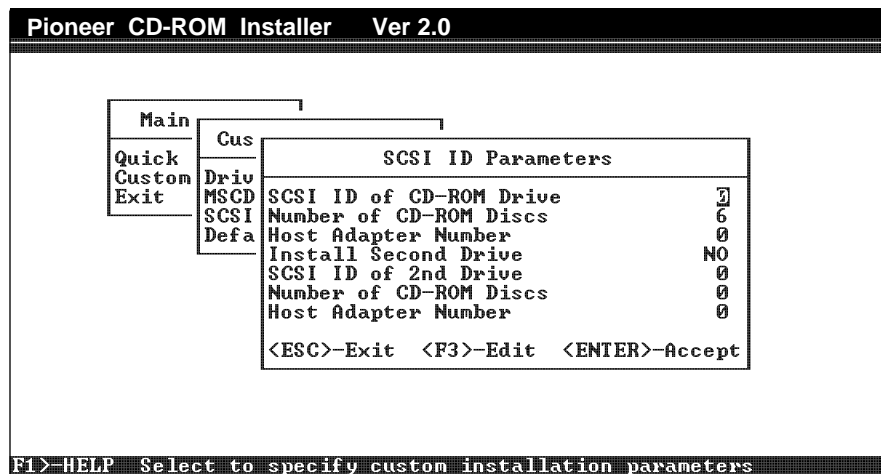 Pioneer CD-ROM Installer Ver 2.0
Main
Quick
Custom
Exit
Cus
Driv
MSCD
SCSI
Defa
SCSI ID Parameters
SCSI ID of CD-ROM Drive
Number of CD-ROM Discs 6
Host Adapter Number 0
Install Second Drive NO
SCSI ID of 2nd Drive 0
Number of CD-ROM Discs 0
Host Adapter Number 0
<ESC>-Exit <F3>-Edit <ENTER>-Accept
F1>-HELP Select to specify custom installation parameters